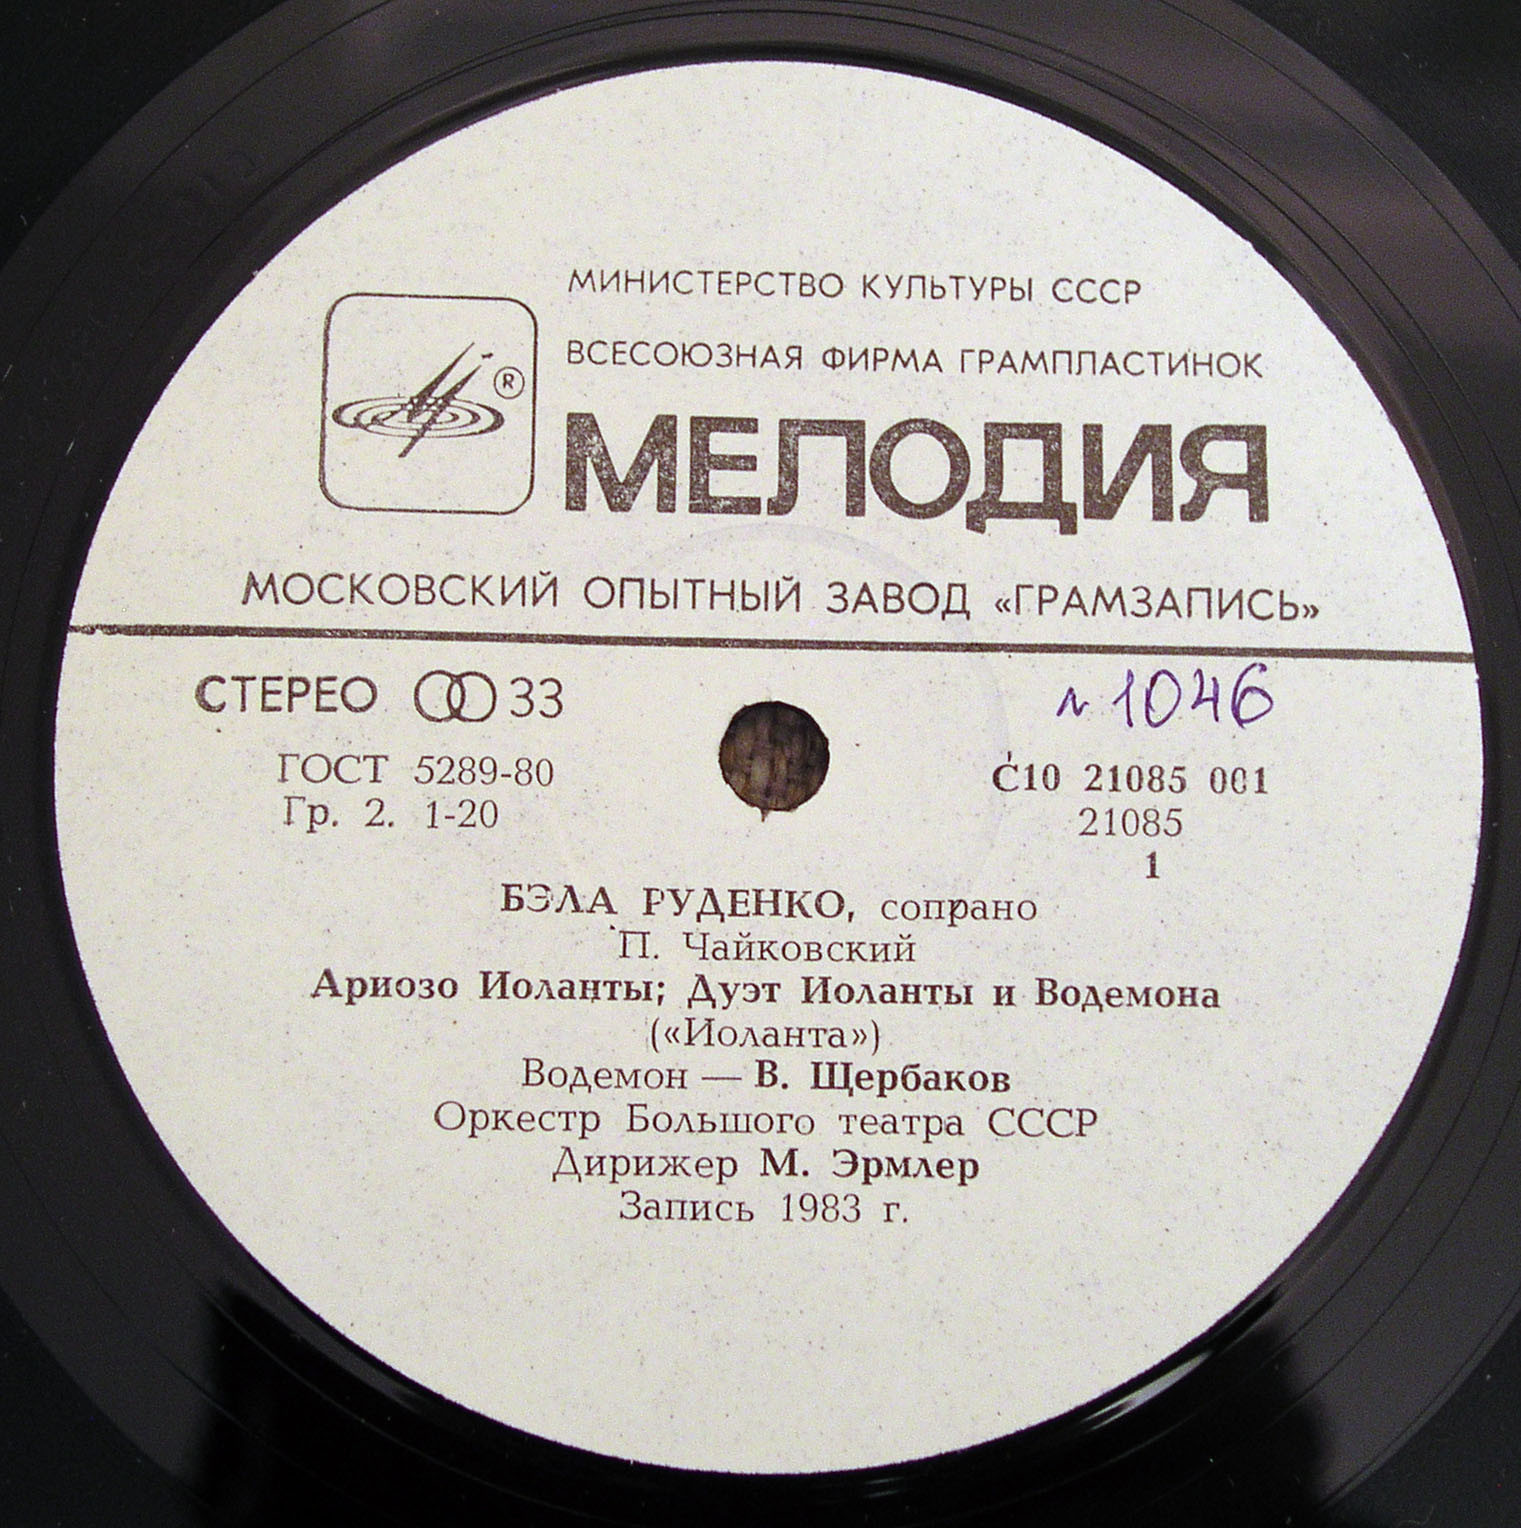 МИНИСТЕРСТВО КУЛЬТУРЫ СССР
ВСЕСОЮЗНАЯ ФИРМА ГРАМПЛАСТИНОК
®
МЕЛОДИЯ
МОСКОВСКИЙ ОПЫТНЫЙ ЗАВОД «ГРАМЗАПИСЬ»
СТЕРЕО 33
1046
ГОСТ 5289-80
Гр. 2. 1-20
С10 21085 001
21085
1
БЭЛА РУДЕНКО, сопрано
П. Чайковский
Ариозо Иоланты; Дуэт Иоланты и Водемона
(«Иоланта»)
Водемон — В. Щербаков
Оркестр Большого театра СССР
Дирижер М. Эрмлер
Запись 1983 г.